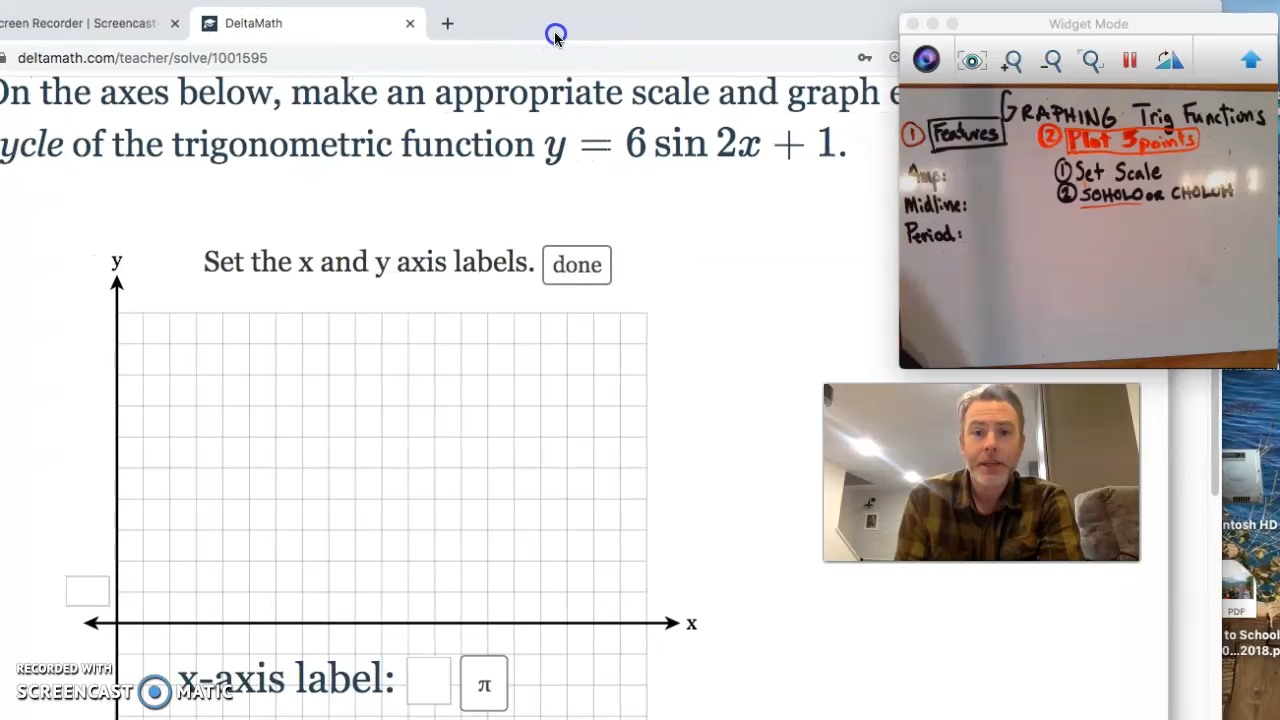 creen Recorder | Screencast-
DeltaMath
deltamath.com/teacher/solve/1001595
On the axes below, make an appropriate scale and graph e
ycle of the trigonometric function y = 6 sin 2x + 1.
y
Set the x and y axis labels. done
x
x-axis label: π
RECORDED WITH
SCREENCAST MATIC
Widget Mode
GRAPHING Trig Functions
① Features
Amp:
Midline:
Period:
② Plot 5 points
① Set Scale
② SOHOLO OR CHOLOH
ntosh HD
PDF
to School
0...2018.p